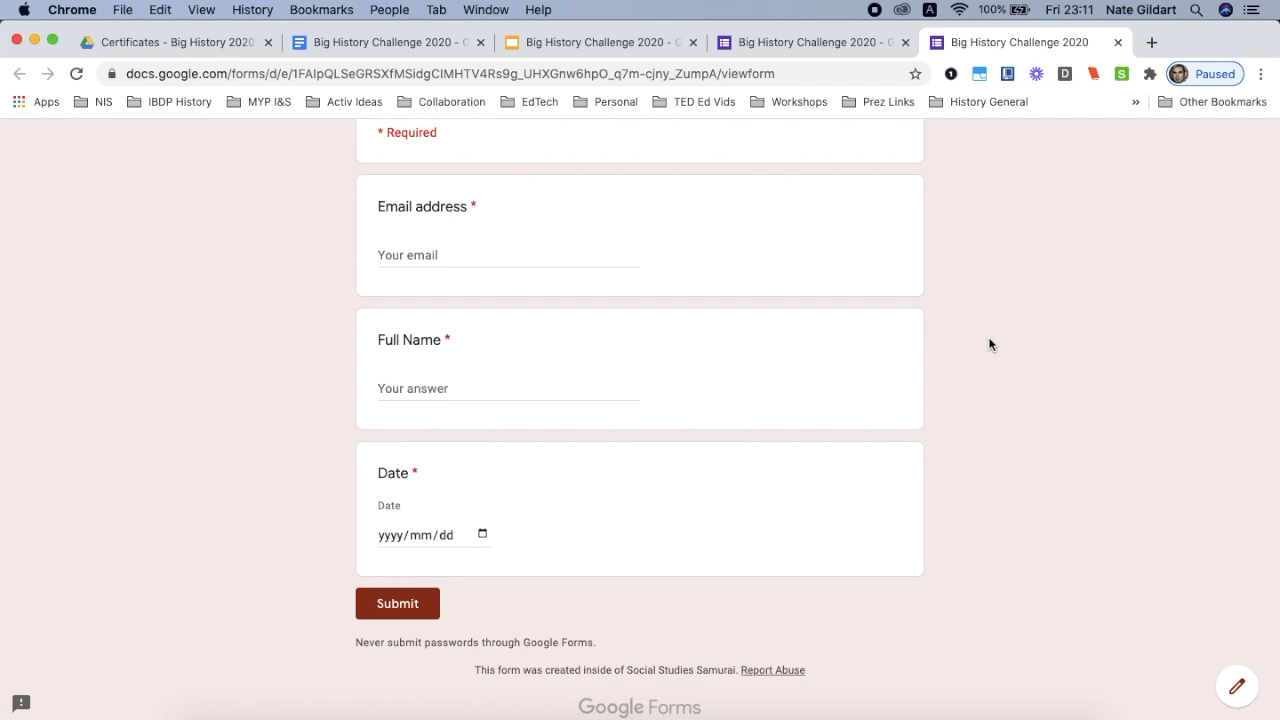 Chrome File Edit View History Bookmarks People Tab Window Help A 100% Fri 23:11 Nate Gildart
Certificates - Big History 2020 Big History Challenge 2020 - G Big History Challenge 2020 - G Big History Challenge 2020 - G Big History Challenge 2020
docs.google.com/forms/d/e/1FAIpQLSeGRSXfMSidgCIMHTV4Rs9g_UHXGnw6hpO_q7m-cjny_ZumpA/viewform Paused
Apps NIS IBDP History MYP I&S Activ Ideas Collaboration EdTech Personal TED Ed Vids Workshops Prez Links History General » Other Bookmarks
* Required
Email address *
Your email
Full Name *
Your answer
Date *
Date
yyyy/mm/dd
Submit
Never submit passwords through Google Forms.
This form was created inside of Social Studies Samurai. Report Abuse
Google Forms